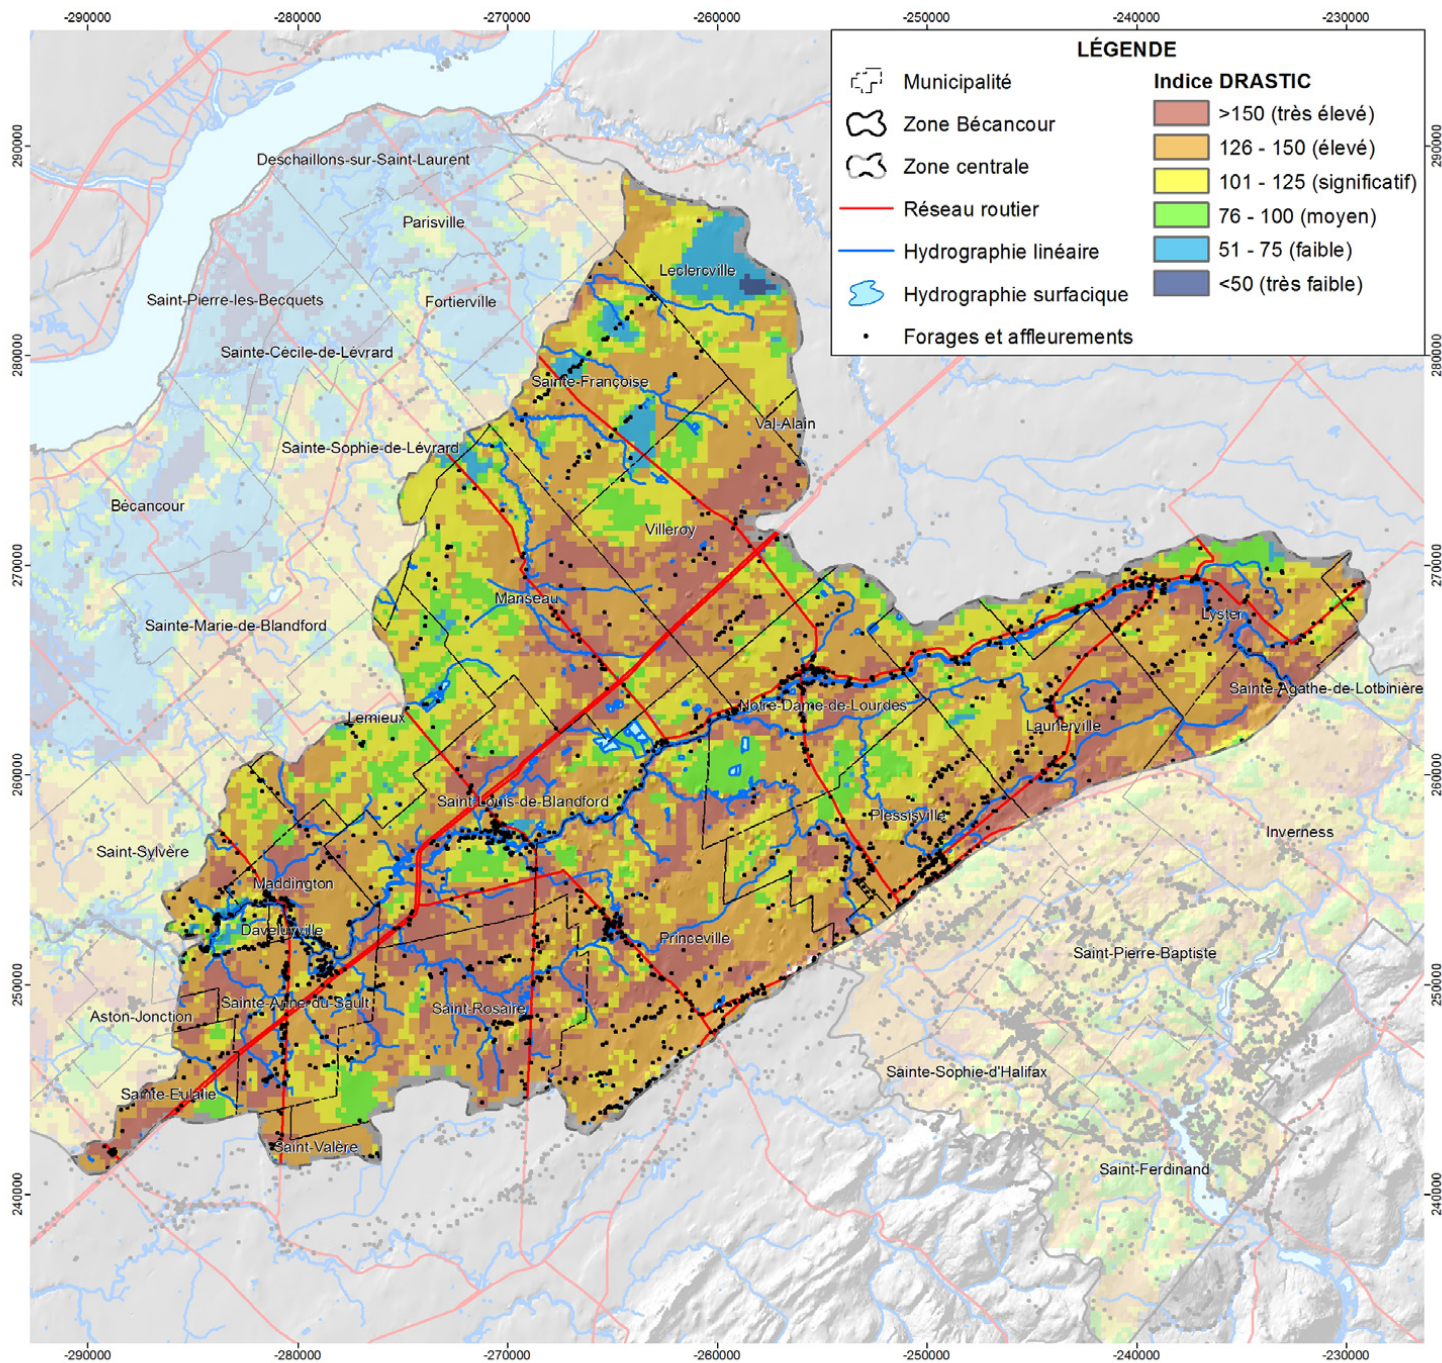 -290000 -280000 -270000 -260000 -250000 -240000 -230000
LÉGENDE
Municipalité
Zone Bécancour
Zone centrale
Réseau routier
Hydrographie linéaire
Hydrographie surfacique
Forages et affleurements
Indice DRASTIC
>150 (très élevé)
126 - 150 (élevé)
101 - 125 (significatif)
76 - 100 (moyen)
51 - 75 (faible)
<50 (très faible)
290000
280000
270000
260000
250000
240000
290000
280000
270000
260000
250000
240000
Deschaillons-sur-Saint-Laurent
Parisville
Leclercville
Saint-Pierre-les-Becquets
Fortierville
Sainte-Cécile-de-Lévrard
Sainte-Françoise
Val-Alain
Sainte-Sophie-de-Lévrard
Bécancour
Villeroy
Manseau
Lyster
Sainte-Marie-de-Blandford
Sainte-Agathe-de-Lotbinière
Notre-Dame-de-Lourdes
Lemieux
Laurierville
Saint-Louis-de-Blandford
Plessisville
Inverness
Saint-Sylvère
Maddington
Daveluyville
Princeville
Saint-Pierre-Baptiste
Sainte-Anne-du-Sault
Saint-Rosaire
Aston-Jonction
Sainte-Sophie-d'Halifax
Sainte-Eulalie
Saint-Valère
Saint-Ferdinand
-290000 -280000 -270000 -260000 -250000 -240000 -230000